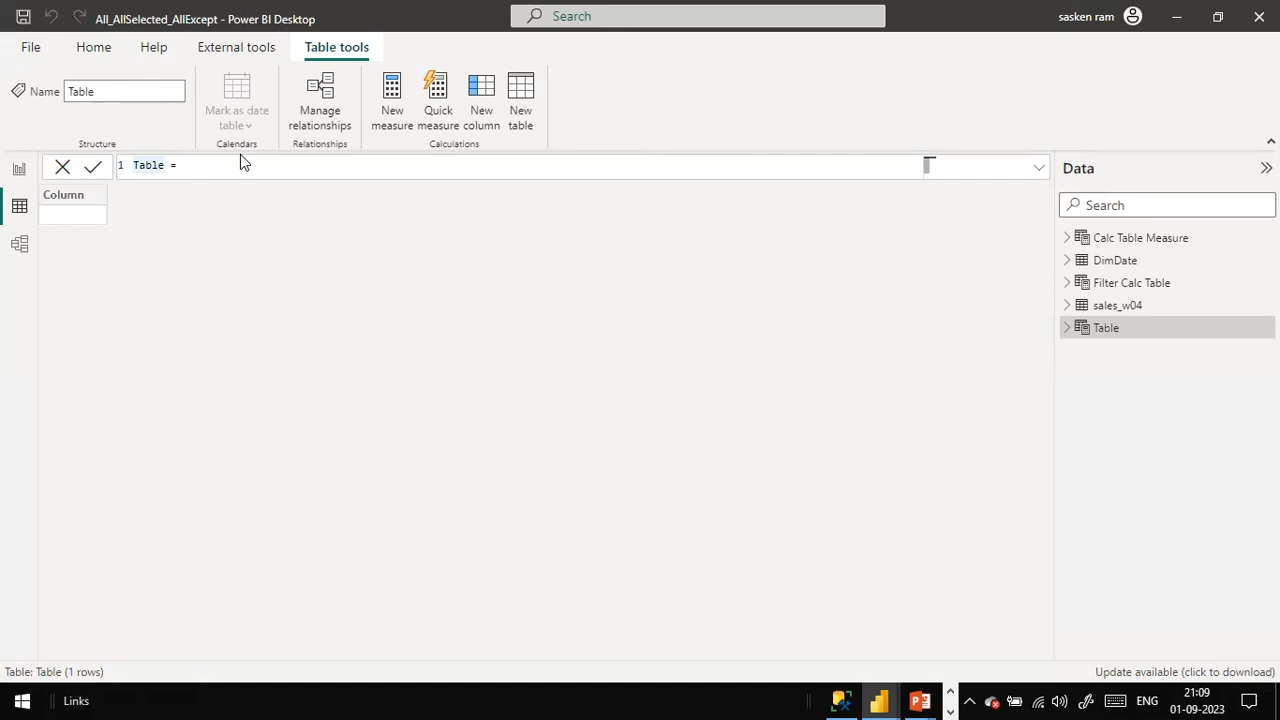 All_AllSelected_AllExcept - Power BI Desktop
Search
sasken ram
File
Home
Help
External tools
Table tools
Name
Table
Mark as date
table
New
measure
Quick
measure
New
column
New
table
Manage
relationships
Structure
Calendars
Relationships
Calculations
1 Table =
Column
Data
Search
Calc Table Measure
DimDate
Filter Calc Table
sales_w04
Table
Table: Table (1 rows)
Update available (click to download)
Links
ENG
21:09
01-09-2023